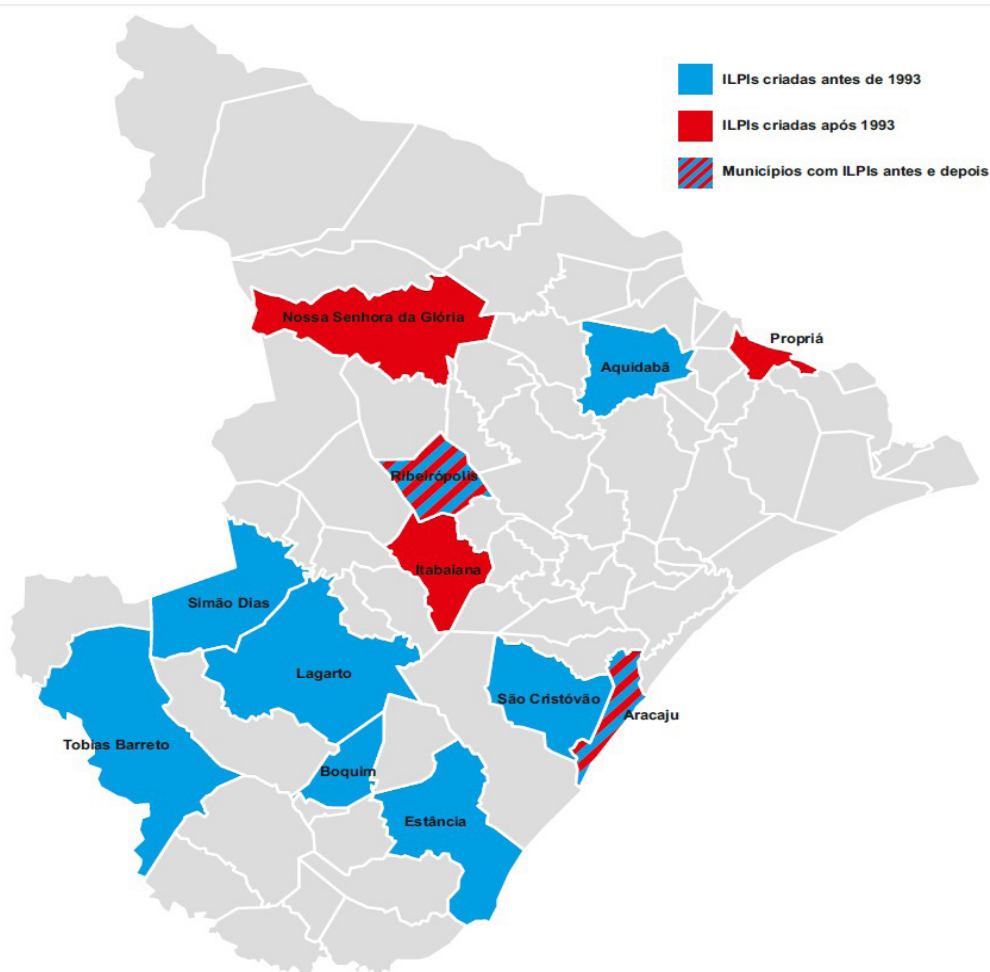 ILPIs criadas antes de 1993
ILPIs criadas após 1993
Municípios com ILPIs antes e depois
Nossa Senhora da Glória
Propriá
Aquidabã
Ribeirópolis
Itabaiana
Simão Dias
Lagarto
São Cristóvão
Aracaju
Tobias Barreto
Boquim
Estância